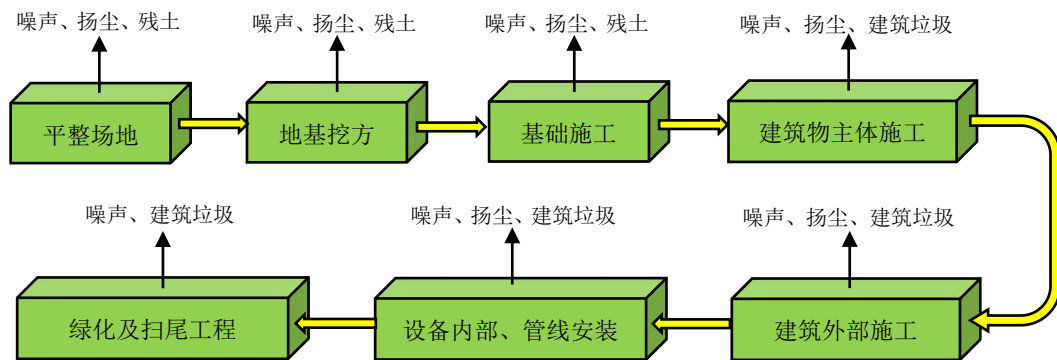 噪声、扬尘、残土
噪声、扬尘、残土
噪声、扬尘、残土
噪声、扬尘、建筑垃圾
平整场地
地基挖方
基础施工
建筑物主体施工
噪声、建筑垃圾
噪声、扬尘、建筑垃圾
噪声、扬尘、建筑垃圾
绿化及扫尾工程
设备内部、管线安装
建筑外部施工